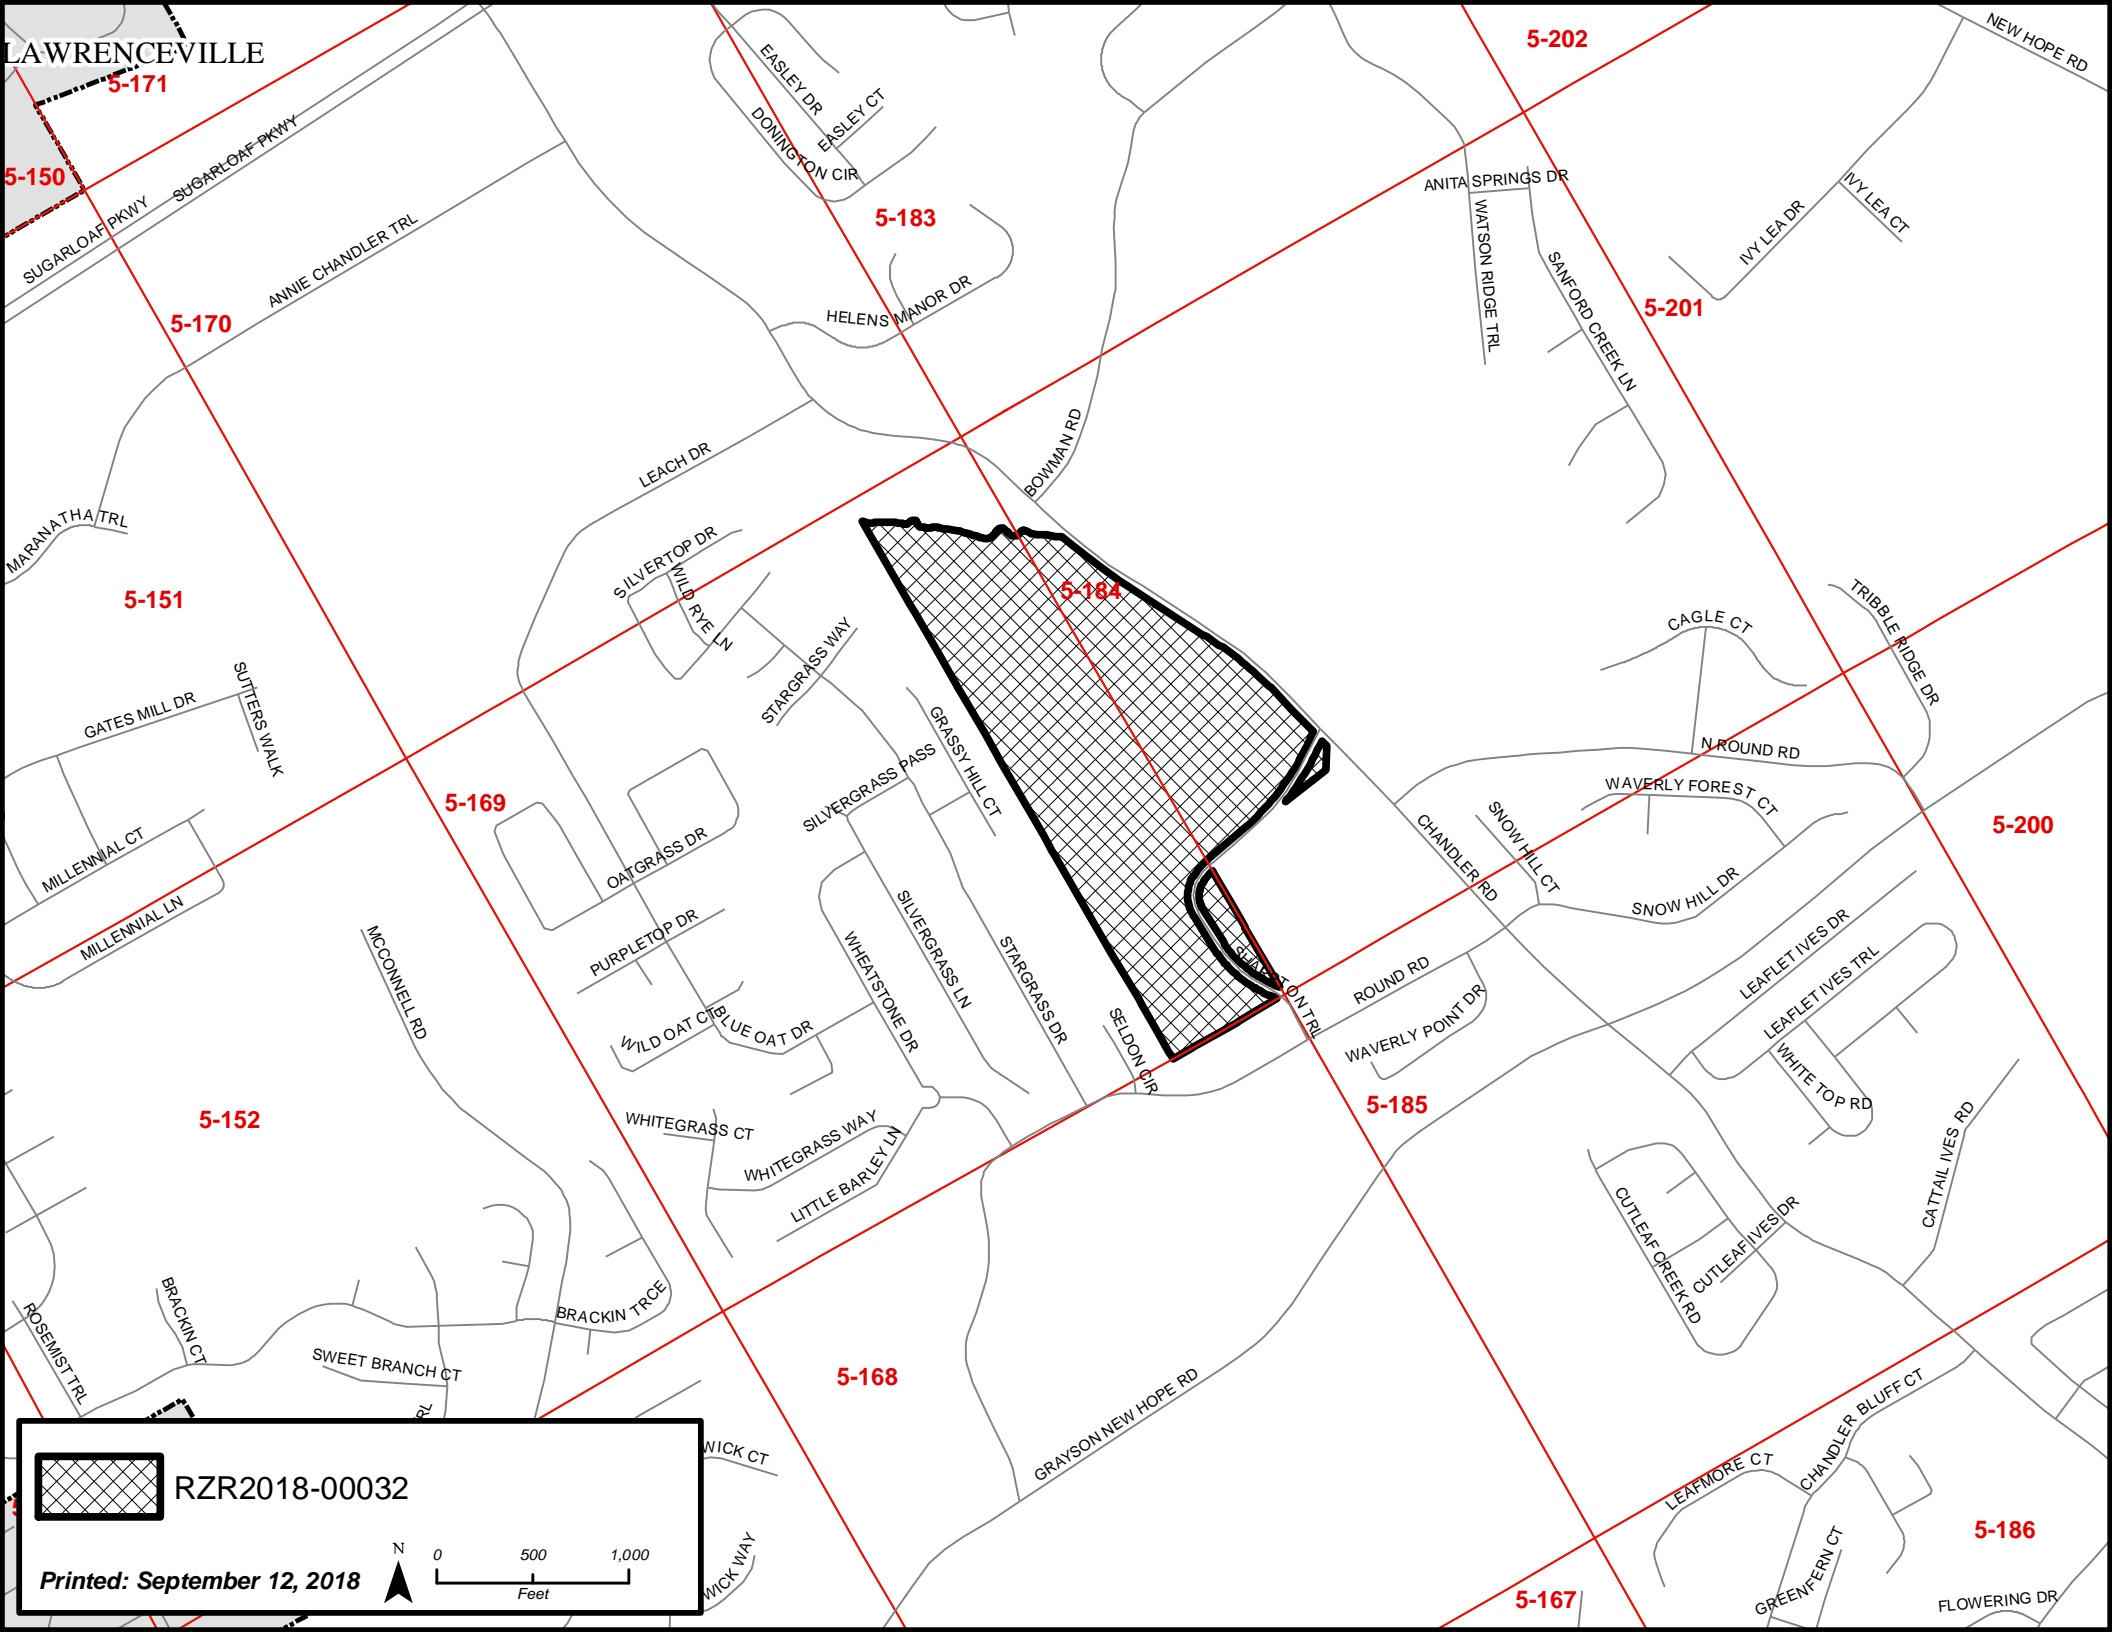 LAWRENCEVILLE
5-171
5-202
NEW HOPE RD
EASLEY DR
EASLEY CT
DONINGTON CIR
SUGARLOAF PKWY
5-150
SUGARLOAF PKWY
ANITA SPRINGS DR
IVY LEA CT
5-183
ANNIE CHANDLER TRL
WATSON RIDGE TRL
IVY LEA DR
SANFORD CREEK LN
HELENS MANOR DR
5-170
5-201
LEACH DR
BOWMAN RD
MARANATHA TRL
SILVERTOP DR
WILD RYE LN
5-184
5-151
STARGRASS WAY
CAGLE CT
TRIBBLE RIDGE DR
GATES MILL DR
SUTTERS WALK
GRASSY HILL CT
N ROUND RD
SILVERGRASS PASS
WAVERLY FOREST CT
5-169
5-200
MILLENNIAL CT
OATGRASS DR
CHANDLER RD
SNOW HILL CT
SNOW HILL DR
MILLENNIAL LN
PURPLETOP DR
SILVERGRASS LN
LEAFLET IVES DR
MCCONNELL RD
WHEATSTONE DR
STARGRASS DR
SHARTON TRL
ROUND RD
LEAFLET IVES TRL
WILD OAT CT
BLUE OAT DR
SELDON CIR
WAVERLY POINT DR
WHITE TOP RD
5-152
WHITEGRASS CT
5-185
WHITEGRASS WAY
LITTLE BARLEY LN
CATTAIL IVES RD
CUTLEAF CREEK RD
CUTLEAF IVES DR
BRACKIN CT
BRACKIN TRCE
ROSEMIST TRL
SWEET BRANCH CT
5-168
GRAYSON NEW HOPE RD
CHANDLER BLUFF CT
RL
WICK CT
LEAFMORE CT
RZR2018-00032
5-186
N
0 500 1,000
Feet
Printed: September 12, 2018
WICK WAY
5-167
GREENFERN CT
FLOWERING DR